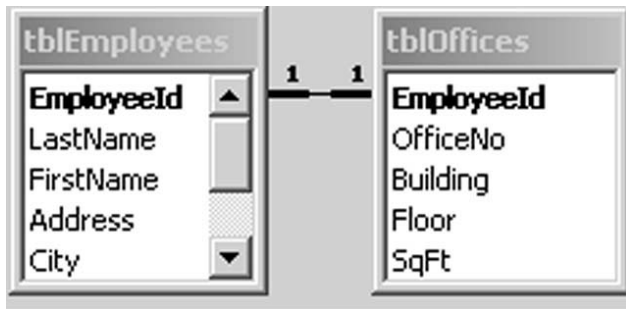 tblEmployees
EmployeeId
LastName
FirstName
Address
City
1 1
tblOffices
EmployeeId
OfficeNo
Building
Floor
SqFt